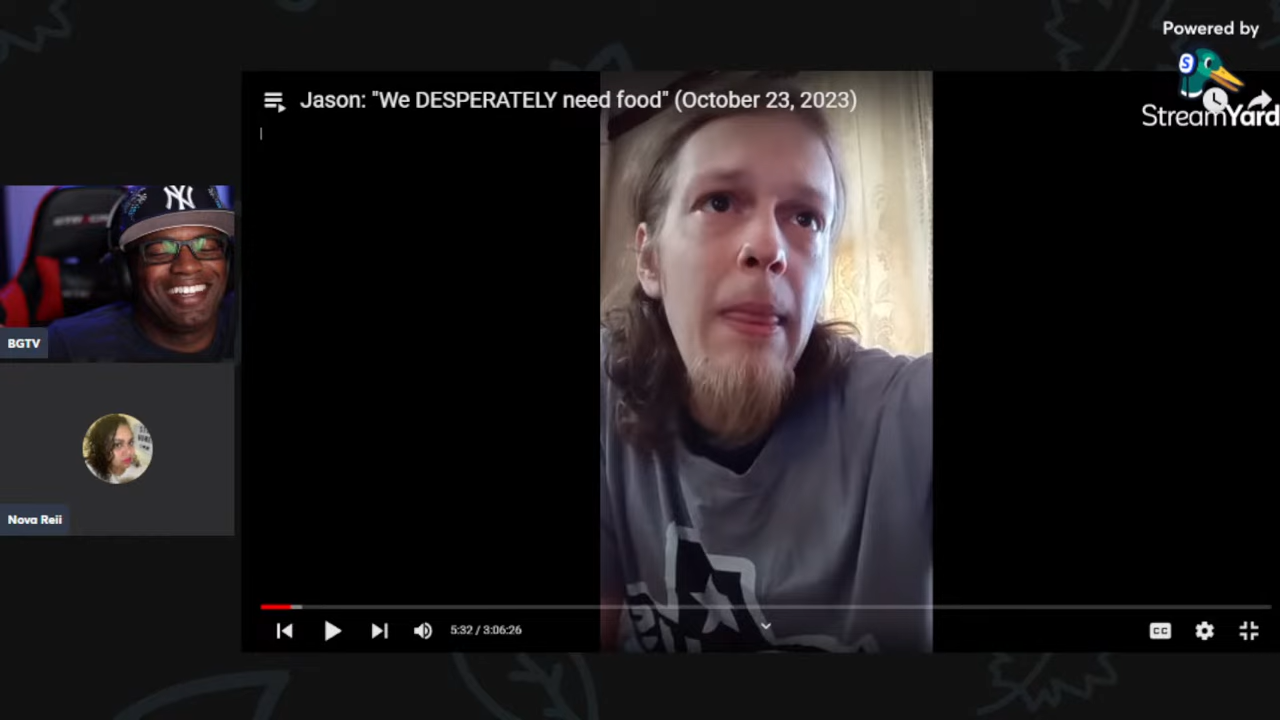 Powered by
StreamYard
Jason: "We DESPERATELY need food" (October 23, 2023)
NY
BGTV
Nova Reii
5:32 / 3:06:26
CC